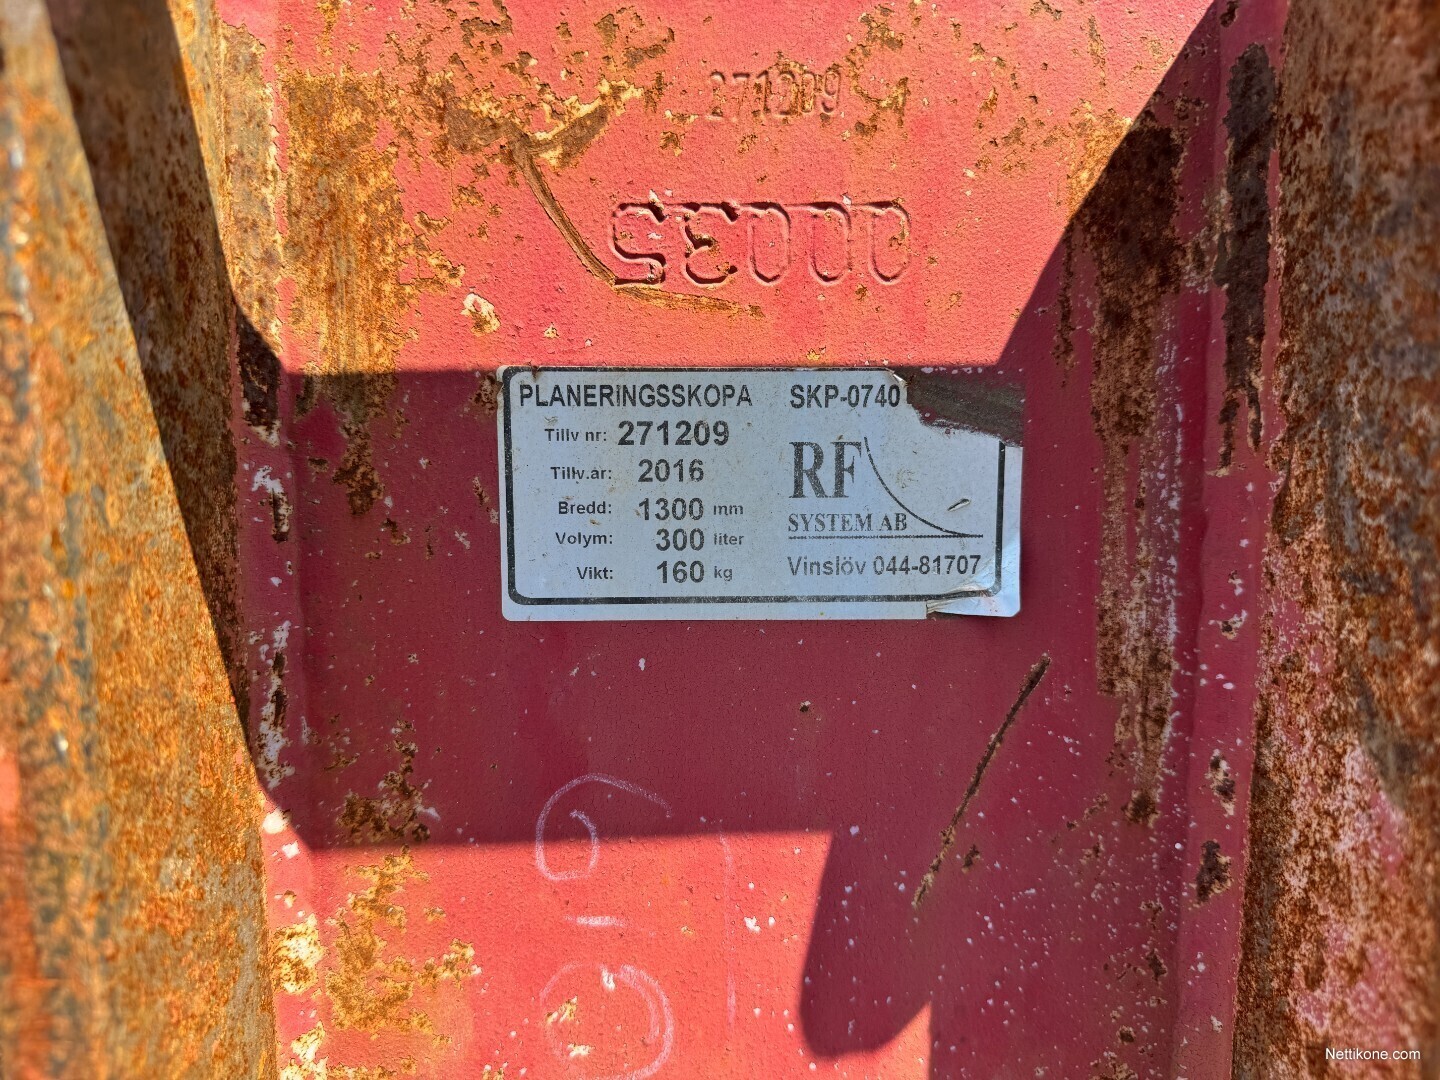 271209
PLANERINGSSKOPA SKP-0740
Tillv nr: 271209
Tillv.år: 2016
Bredd: 1300 mm
Volym: 300 liter
Vikt: 160 kg
RF
SYSTEM AB
Vinslöv 044-81707
Nettikone.com